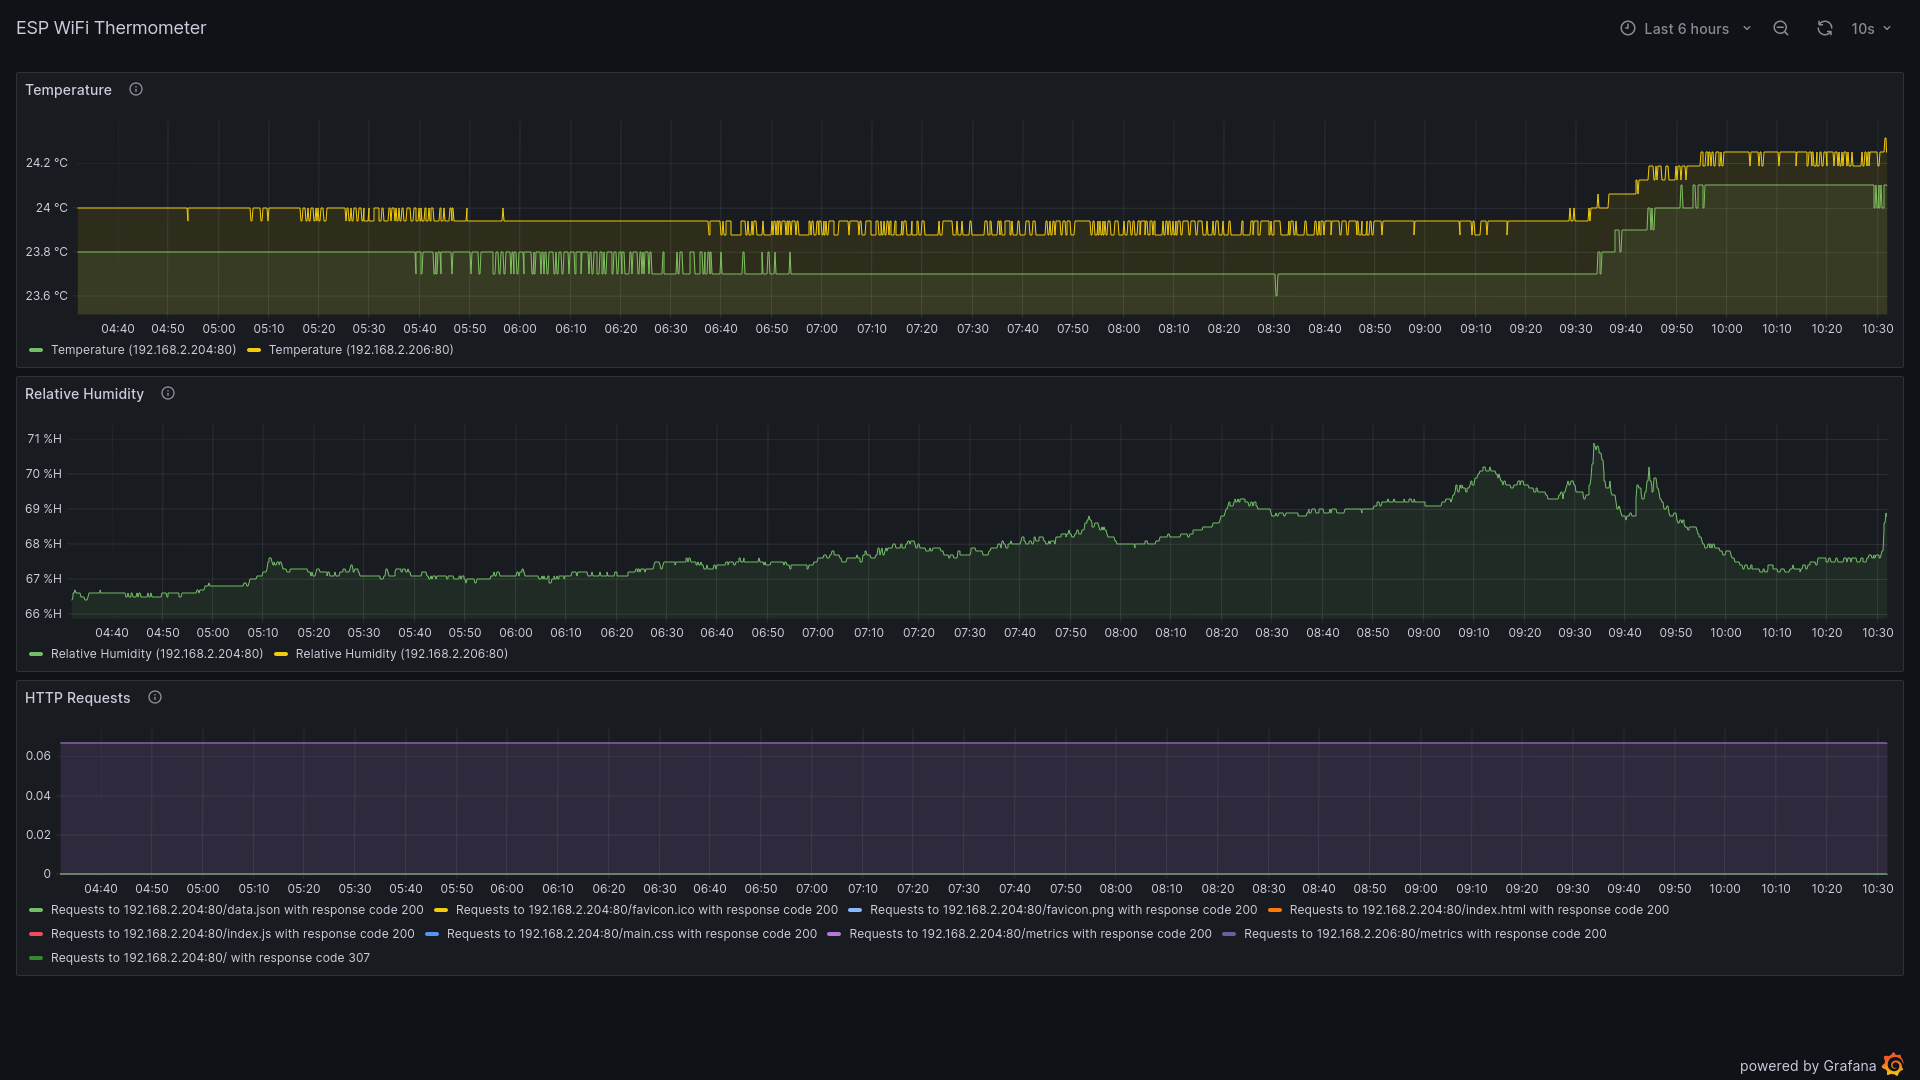 ESP WiFi Thermometer
Last 6 hours 10s
Temperature
24.2 °C
24 °C
23.8 °C
23.6 °C
04:40 04:50 05:00 05:10 05:20 05:30 05:40 05:50 06:00 06:10 06:20 06:30 06:40 06:50 07:00 07:10 07:20 07:30 07:40 07:50 08:00 08:10 08:20 08:30 08:40 08:50 09:00 09:10 09:20 09:30 09:40 09:50 10:00 10:10 10:20 10:30
Temperature (192.168.2.204:80) Temperature (192.168.2.206:80)
Relative Humidity
71 %H
70 %H
69 %H
68 %H
67 %H
66 %H
04:40 04:50 05:00 05:10 05:20 05:30 05:40 05:50 06:00 06:10 06:20 06:30 06:40 06:50 07:00 07:10 07:20 07:30 07:40 07:50 08:00 08:10 08:20 08:30 08:40 08:50 09:00 09:10 09:20 09:30 09:40 09:50 10:00 10:10 10:20 10:30
Relative Humidity (192.168.2.204:80) Relative Humidity (192.168.2.206:80)
HTTP Requests
0.06
0.04
0.02
0
04:40 04:50 05:00 05:10 05:20 05:30 05:40 05:50 06:00 06:10 06:20 06:30 06:40 06:50 07:00 07:10 07:20 07:30 07:40 07:50 08:00 08:10 08:20 08:30 08:40 08:50 09:00 09:10 09:20 09:30 09:40 09:50 10:00 10:10 10:20 10:30
Requests to 192.168.2.204:80/data.json with response code 200 Requests to 192.168.2.204:80/favicon.ico with response code 200 Requests to 192.168.2.204:80/favicon.png with response code 200 Requests to 192.168.2.204:80/index.html with response code 200
Requests to 192.168.2.204:80/index.js with response code 200 Requests to 192.168.2.204:80/main.css with response code 200 Requests to 192.168.2.204:80/metrics with response code 200 Requests to 192.168.2.206:80/metrics with response code 200
Requests to 192.168.2.204:80/ with response code 307
powered by Grafana